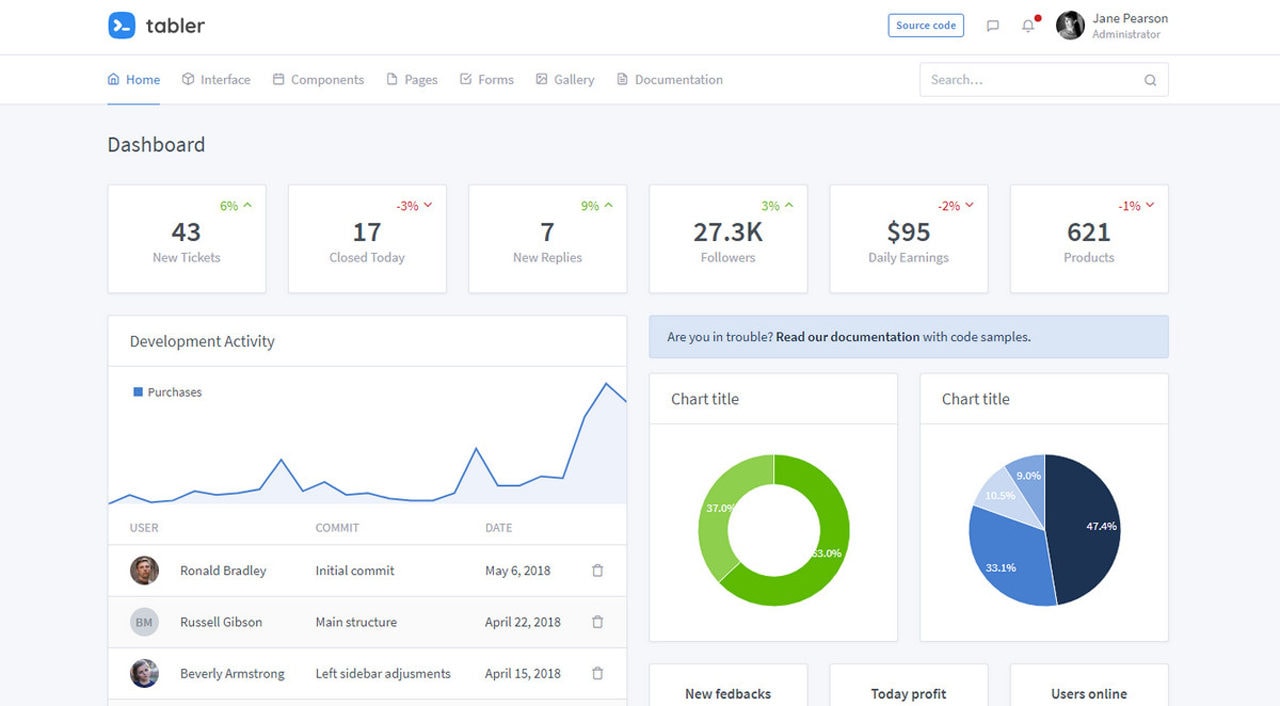 tabler
Source code
Jane Pearson
Administrator
Home Interface Components Pages Forms Gallery Documentation Search...
Dashboard
6% -3% 9% 3% -2% -1%
43 17 7 27.3K $95 621
New Tickets Closed Today New Replies Followers Daily Earnings Products
Development Activity
Purchases
USER COMMIT DATE
Ronald Bradley Initial commit May 6, 2018
BM Russell Gibson Main structure April 22, 2018
Beverly Armstrong Left sidebar adjusments April 15, 2018
Are you in trouble? Read our documentation with code samples.
Chart title
37.0%
63.0%
Chart title
9.0%
10.5%
47.4%
33.1%
New fedbacks Today profit Users online